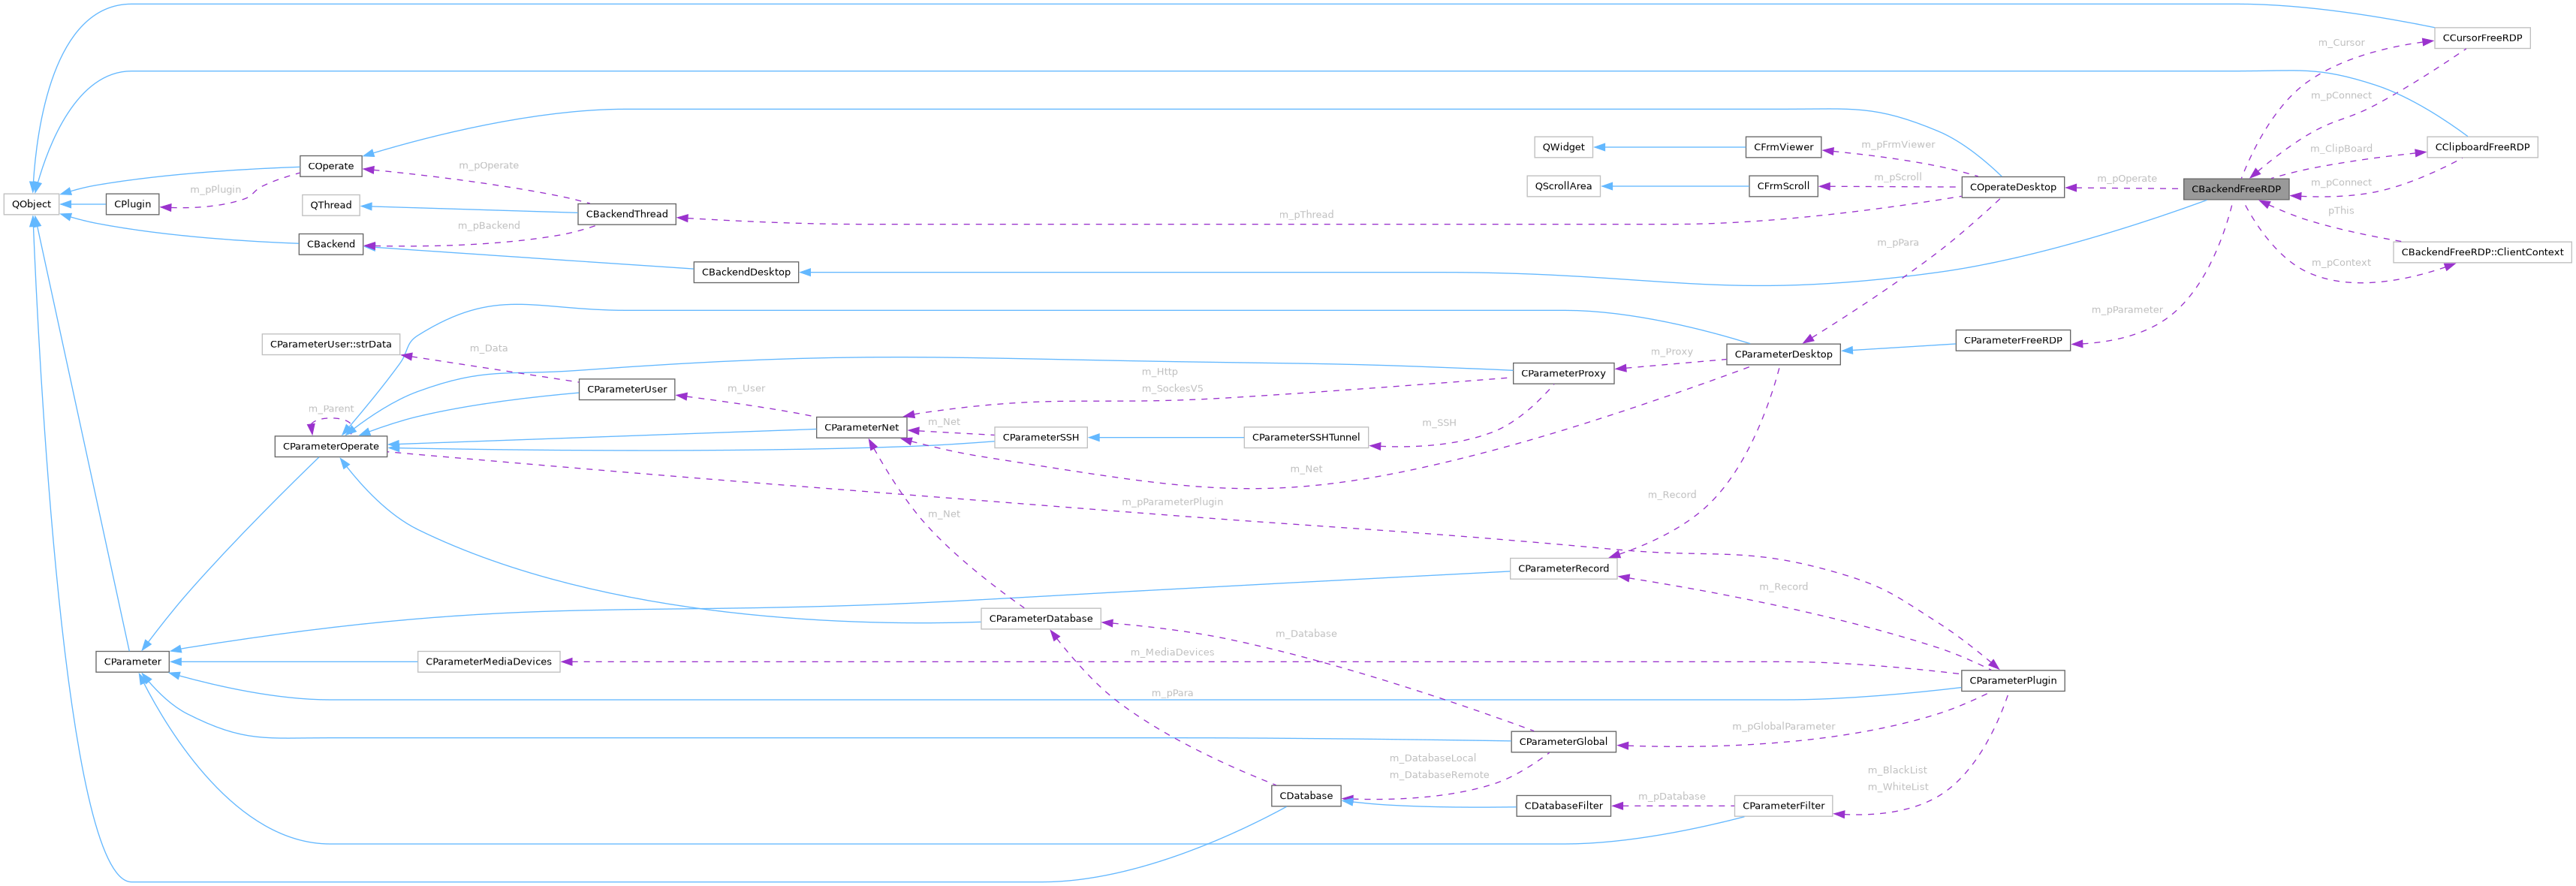 CCursorFreeRDP
m_Cursor
m_pConnect
QWidget
CFrmViewer
m_pFrmViewer
m_ClipBoard
CClipboardFreeRDP
COperate
m_pOperate
m_pPlugin
QScrollArea
CFrmScroll
m_pScroll
COperateDesktop
m_pOperate
CBackendFreeRDP
m_pConnect
QObject
CPlugin
QThread
CBackendThread
m_pThread
pThis
m_pBackend
CBackend
m_pPara
CBackendFreeRDP::ClientContext
m_pContext
CBackendDesktop
m_pParameter
CParameterUser::strData
m_Data
CParameterFreeRDP
CParameterDesktop
m_Proxy
CParameterProxy
m_Http
m_SockesV5
CParameterUser
m_User
m_Parent
CParameterNet
m_Net
CParameterSSH
CParameterSSHTunnel
m_SSH
CParameterOperate
m_Net
m_pParameterPlugin
m_Record
m_Net
CParameterRecord
m_Record
CParameterDatabase
m_Database
CParameter
CParameterMediaDevices
m_MediaDevices
CParameterPlugin
m_pPara
m_pGlobalParameter
CParameterGlobal
m_DatabaseLocal
m_DatabaseRemote
m_BlackList
m_WhiteList
CDatabase
CDatabaseFilter
m_pDatabase
CParameterFilter